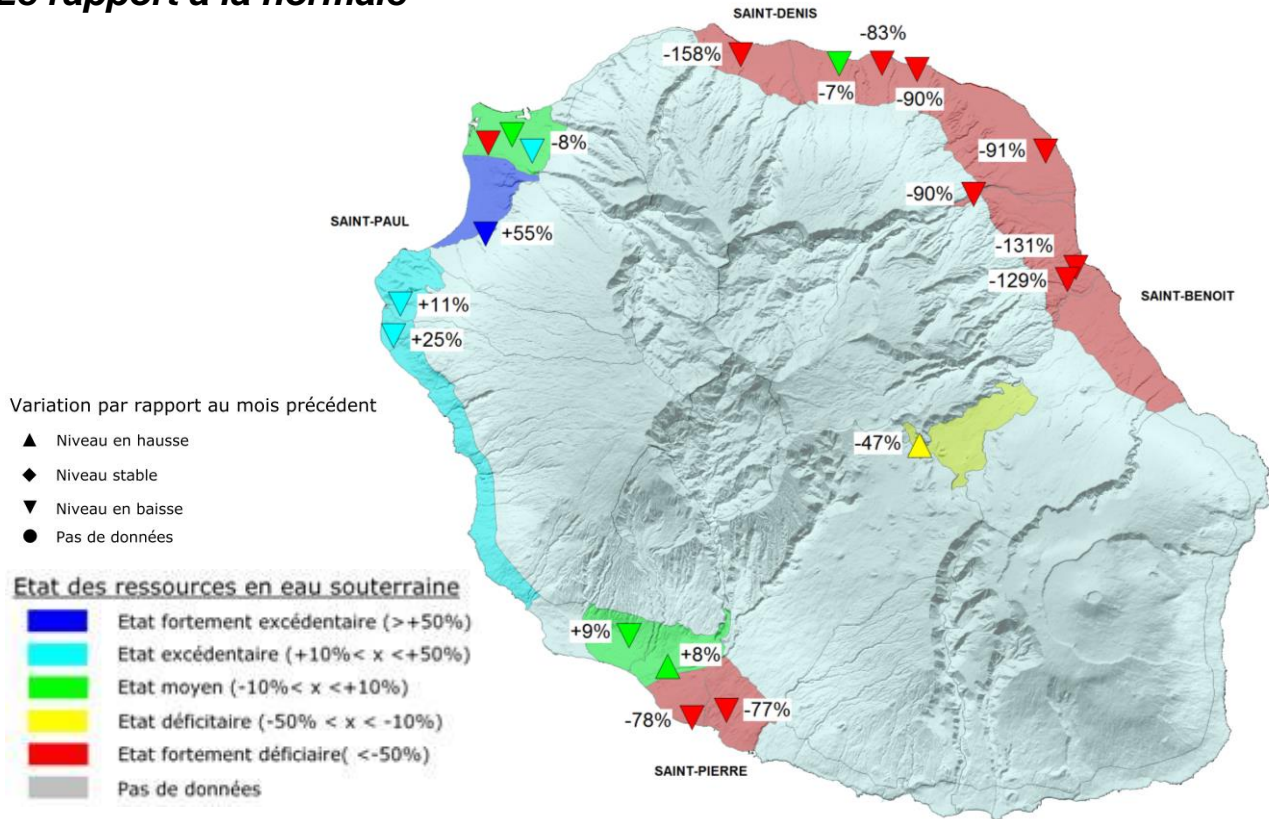 Le rapport à la normale
SAINT-DENIS
-83%
-158%
-7%
-90%
-8%
-91%
-90%
SAINT-PAUL
+55%
-131%
-129%
SAINT-BENOIT
+11%
+25%
Variation par rapport au mois précédent
Niveau en hausse
Niveau stable
Niveau en baisse
Pas de données
-47%
Etat des ressources en eau souterraine
Etat fortement excédentaire (>+50%)
Etat excédentaire (+10%< x <+50%)
Etat moyen (-10%< x <+10%)
Etat déficitaire (-50% < x < -10%)
Etat fortement déficiaire( <-50%)
Pas de données
+9%
+8%
-78%
-77%
SAINT-PIERRE